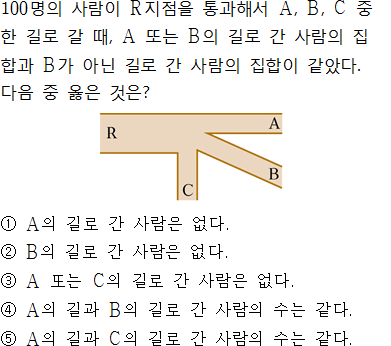 100명의 사람이 R지점을 통과해서 A, B, C 중
한 길로 갈 때, A 또는 B의 길로 간 사람의 집
합과 B가 아닌 길로 간 사람의 집합이 같았다.
다음 중 옳은 것은?
R
A
B
C
① A의 길로 간 사람은 없다.
② B의 길로 간 사람은 없다.
③ A 또는 C의 길로 간 사람은 없다.
④ A의 길과 B의 길로 간 사람의 수는 같다.
⑤ A의 길과 C의 길로 간 사람의 수는 같다.